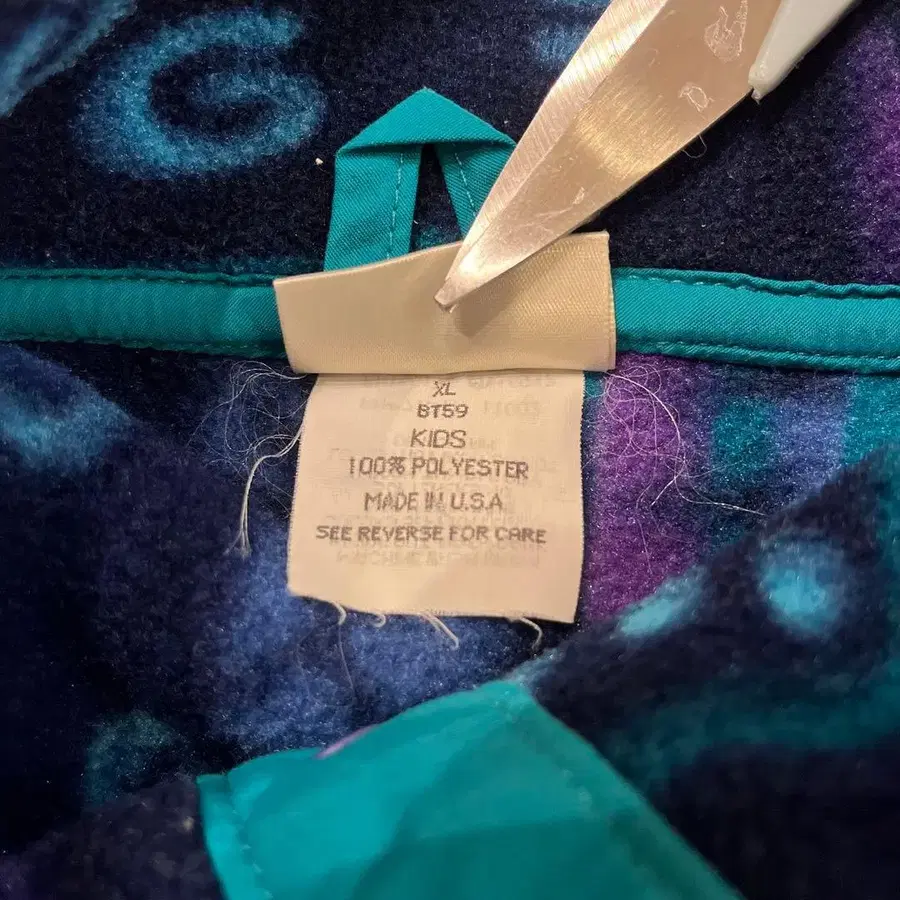 XL
BT59
KIDS
100% POLYESTER
MADE IN U.S.A
SEE REVERSE FOR CARE